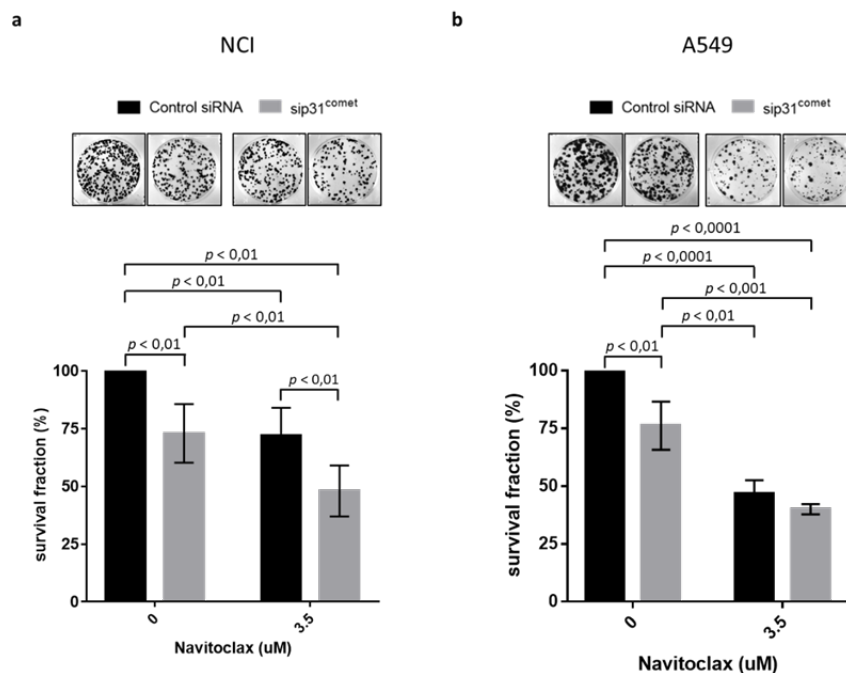 a
NCI
Control siRNA sip31comet
p < 0,01
p < 0,01
p < 0,01
p < 0,01
p < 0,01
100
75
50
25
0
survival fraction (%)
0 3.5
Navitoclax (uM)
b
A549
Control siRNA sip31comet
p < 0,0001
p < 0,0001
p < 0,001
p < 0,01
p < 0,01
100
75
50
25
0
survival fraction (%)
0 3.5
Navitoclax (uM)